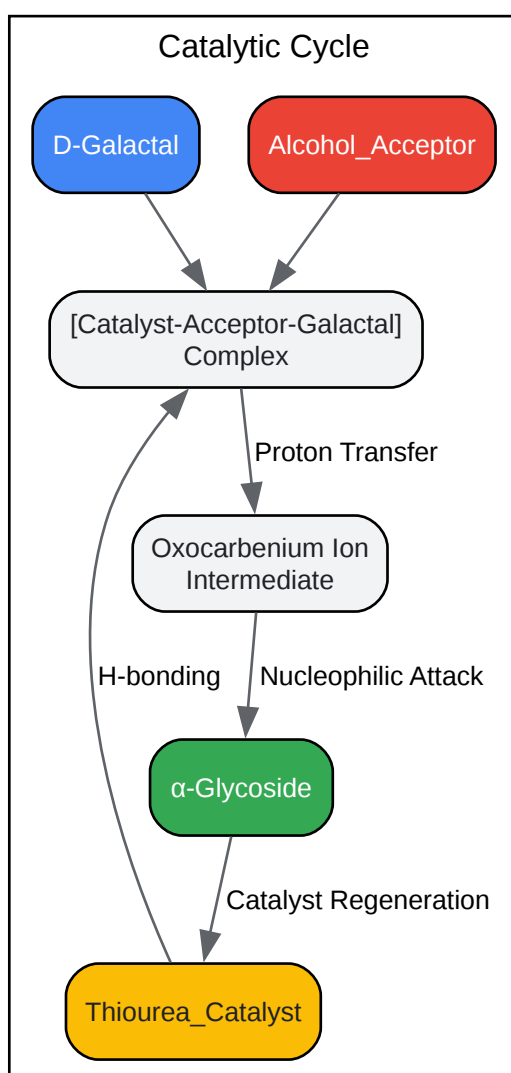 Catalytic Cycle
D-Galactal
Alcohol_Acceptor
[Catalyst-Acceptor-Galactal]
Complex
Proton Transfer
Oxocarbenium Ion
Intermediate
H-bonding
Nucleophilic Attack
α-Glycoside
Catalyst Regeneration
Thiourea_Catalyst